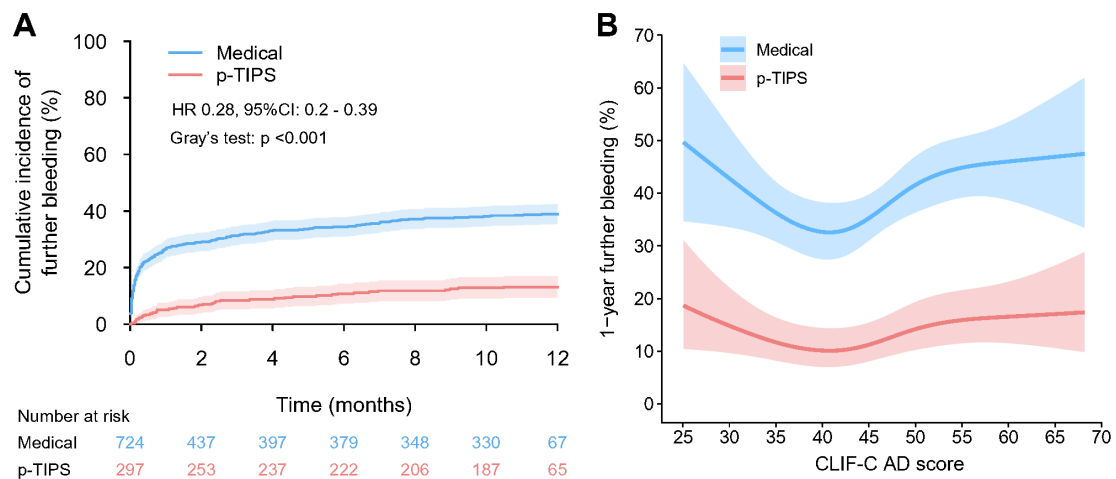 A
100
80
60
40
20
0
Cumulative incidence of
further bleeding (%)
Medical
p-TIPS
HR 0.28, 95%CI: 0.2 - 0.39
Gray's test: p <0.001
0 2 4 6 8 10 12
Time (months)
Number at risk
Medical 724 437 397 379 348 330 67
p-TIPS 297 253 237 222 206 187 65
B
70
60
50
40
30
20
10
0
1−year further bleeding (%)
Medical
p-TIPS
25 30 35 40 45 50 55 60 65 70
CLIF-C AD score